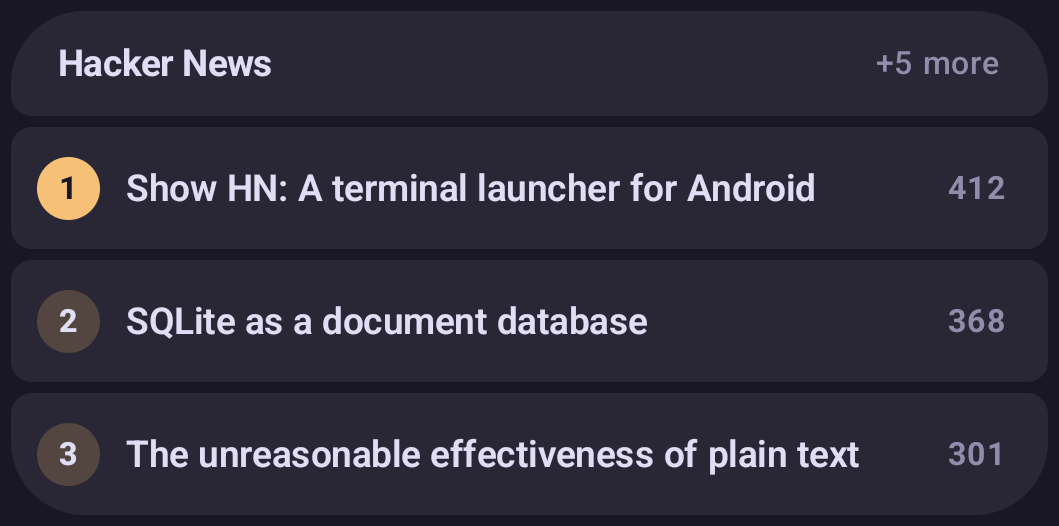 Hacker News +5 more
1 Show HN: A terminal launcher for Android 412
2 SQLite as a document database 368
3 The unreasonable effectiveness of plain text 301